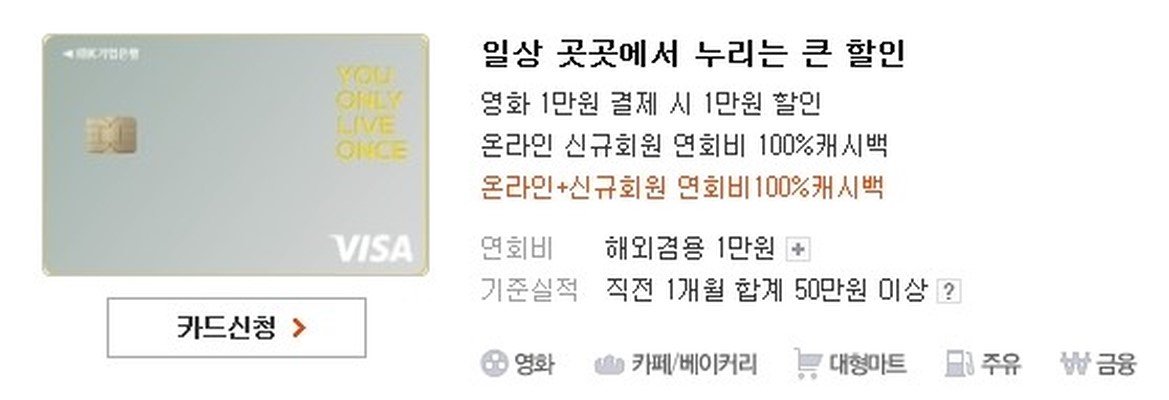 IBK기업은행
YOU
ONLY
LIVE
ONCE
VISA
카드신청
일상 곳곳에서 누리는 큰 할인
영화 1만원 결제 시 1만원 할인
온라인 신규회원 연회비 100%캐시백
온라인+신규회원 연회비100%캐시백
연회비 해외겸용 1만원
기준실적 직전 1개월 합계 50만원 이상 ?
영화 카페/베이커리 대형마트 주유 금융